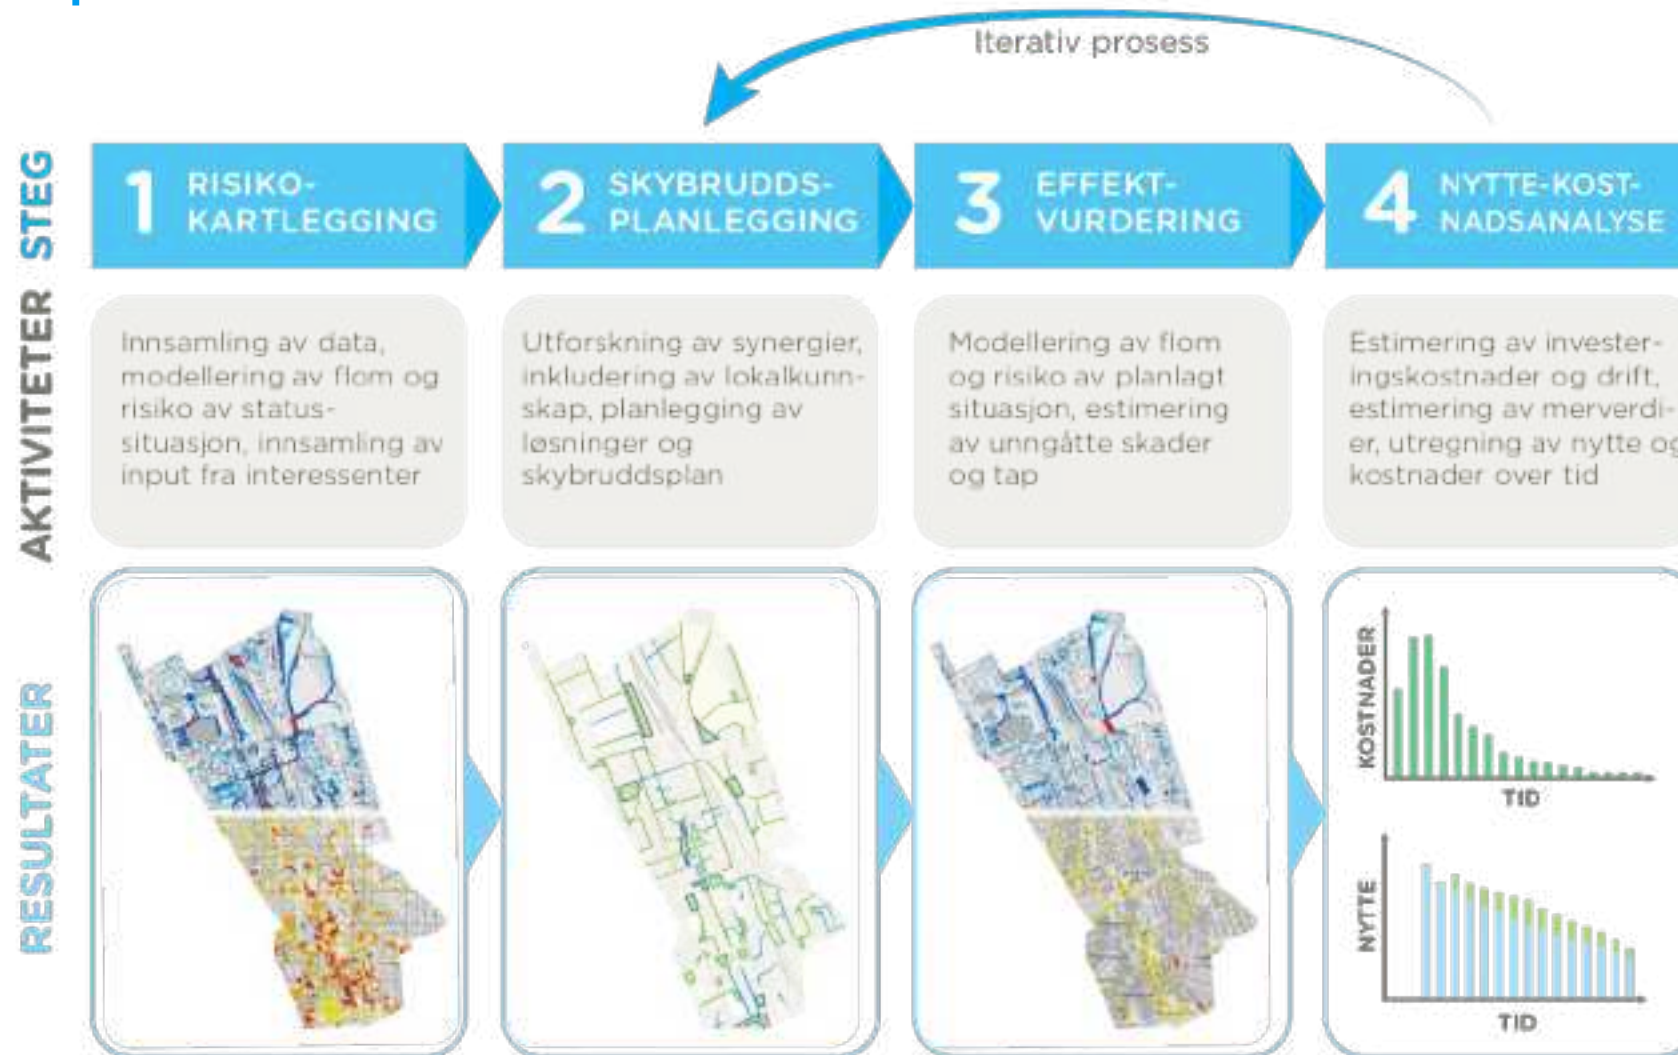 Iterativ prosess
STEG
1 RISIKO-
KARTLEGGING
2 SKYBRUDDS-
PLANLEGGING
3 EFFEKT-
VURDERING
4 NYTTE-KOST-
NADSANALYSE
AKTIVITETER
Innsamling av data,
modellering av flom og
risiko av status-
situasjon, innsamling av
input fra interessenter
Utforskning av synergier,
inkludering av lokalkunn-
skap, planlegging av
løsninger og
skybruddsplan
Modellering av flom
og risiko av planlagt
situasjon, estimering
av unngåtte skader
og tap
Estimering av invester-
ingskostnader og drift,
estimering av merverdi-
er, utregning av nytte og
kostnader over tid
RESULTATER
KOSTNADER
TID
NYTTE
TID